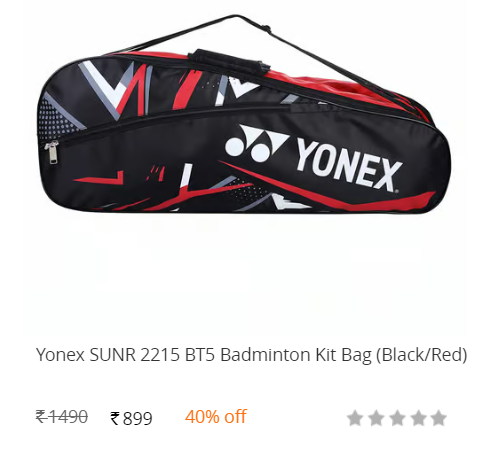 YONEX
Yonex SUNR 2215 BT5 Badminton Kit Bag (Black/Red)
₹1490 ₹899 40% off